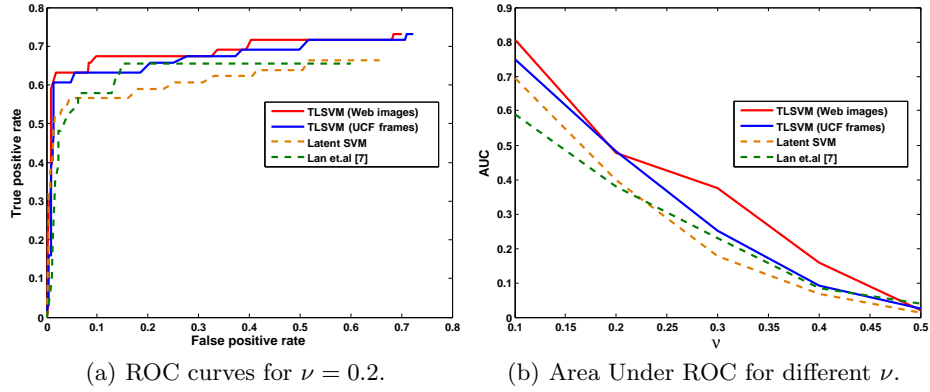 0.8
0.7
0.6
0.5
0.4
0.3
0.2
0.1
0
True positive rate
TLSVM (Web images)
TLSVM (UCF frames)
Latent SVM
Lan et.al [7]
0 0.1 0.2 0.3 0.4 0.5 0.6 0.7 0.8
False positive rate
(a) ROC curves for ν = 0.2.
0.9
0.8
0.7
0.6
0.5
0.4
0.3
0.2
0.1
0
AUC
TLSVM (Web images)
TLSVM (UCF frames)
Latent SVM
Lan et.al [7]
0.1 0.15 0.2 0.25 0.3 0.35 0.4 0.45 0.5
ν
(b) Area Under ROC for different ν.